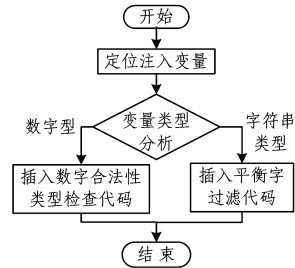 开始
定位注入变量
变量类型
分析
数字型
字符串
类型
插入数字合法性
类型检查代码
插入平衡字
过滤代码
结束